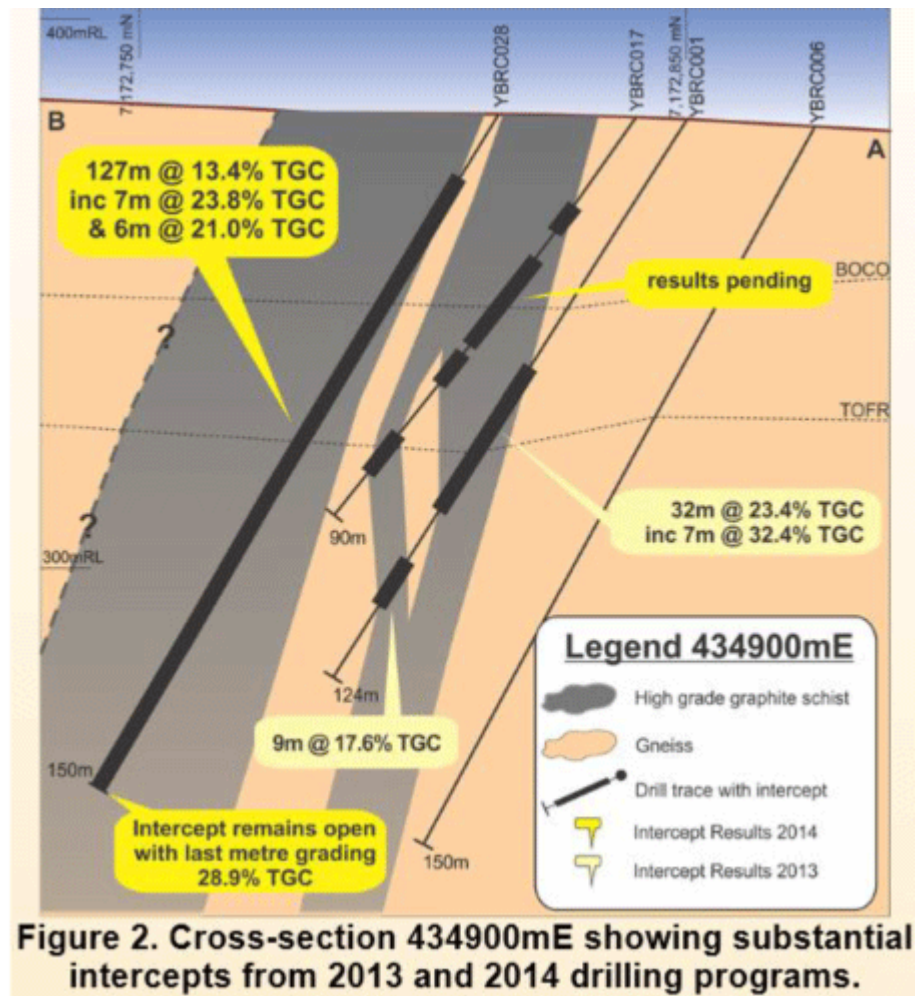 400mRL
7,172,750 mN
YBRC028
YBRC017
7,172,850 mN
YBRC001
YBRC006
B
A
127m @ 13.4% TGC
inc 7m @ 23.8% TGC
& 6m @ 21.0% TGC
BOCO
results pending
?
TOFR
32m @ 23.4% TGC
inc 7m @ 32.4% TGC
?
90m
300mRL
124m
9m @ 17.6% TGC
150m
Intercept remains open
with last metre grading
28.9% TGC
150m
Legend 434900mE
High grade graphite schist
Gneiss
Drill trace with intercept
Intercept Results 2014
Intercept Results 2013
Figure 2. Cross-section 434900mE showing substantial
intercepts from 2013 and 2014 drilling programs.